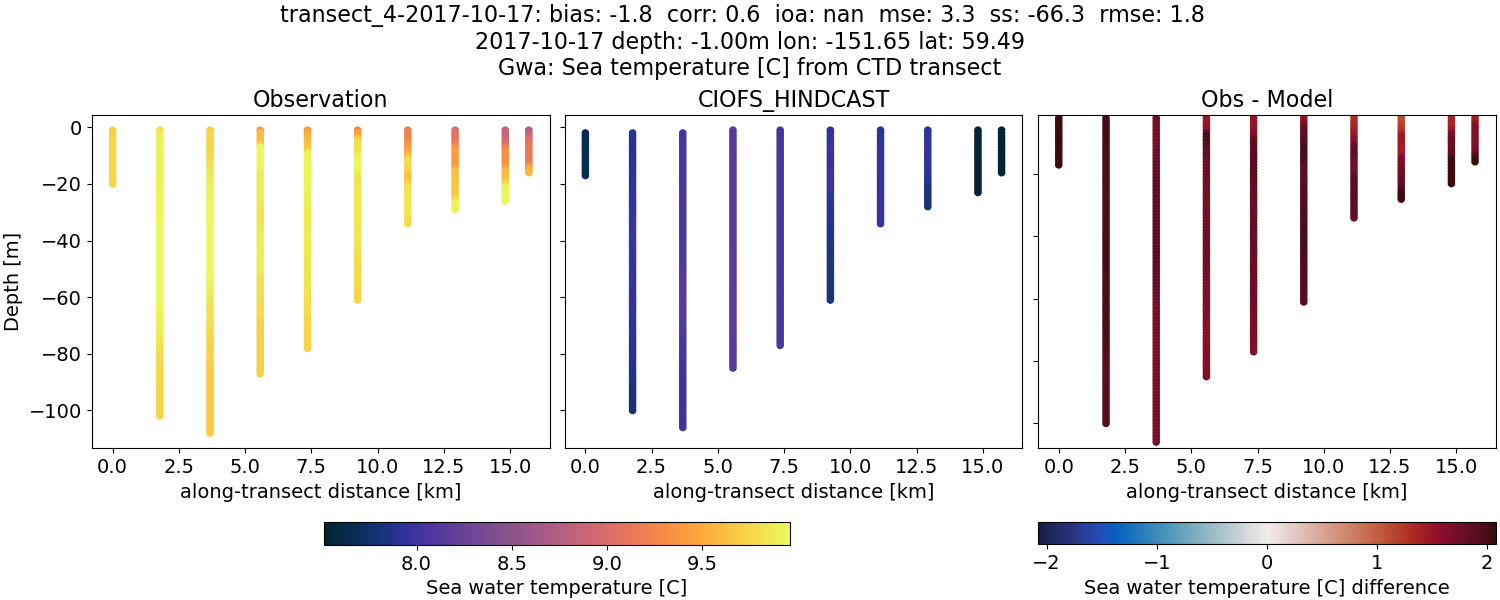 transect_4-2017-10-17: bias: -1.8  corr: 0.6  ioa: nan  mse: 3.3  ss: -66.3  rmse: 1.8
2017-10-17 depth: -1.00m lon: -151.65 lat: 59.49
Gwa: Sea temperature [C] from CTD transect
Observation
CIOFS_HINDCAST
Obs - Model
Depth [m]
0
−20
−40
−60
−80
−100
0.0 2.5 5.0 7.5 10.0 12.5 15.0
0.0 2.5 5.0 7.5 10.0 12.5 15.0
0.0 2.5 5.0 7.5 10.0 12.5 15.0
along-transect distance [km]
along-transect distance [km]
along-transect distance [km]
8.0 8.5 9.0 9.5
Sea water temperature [C]
−2 −1 0 1 2
Sea water temperature [C] difference